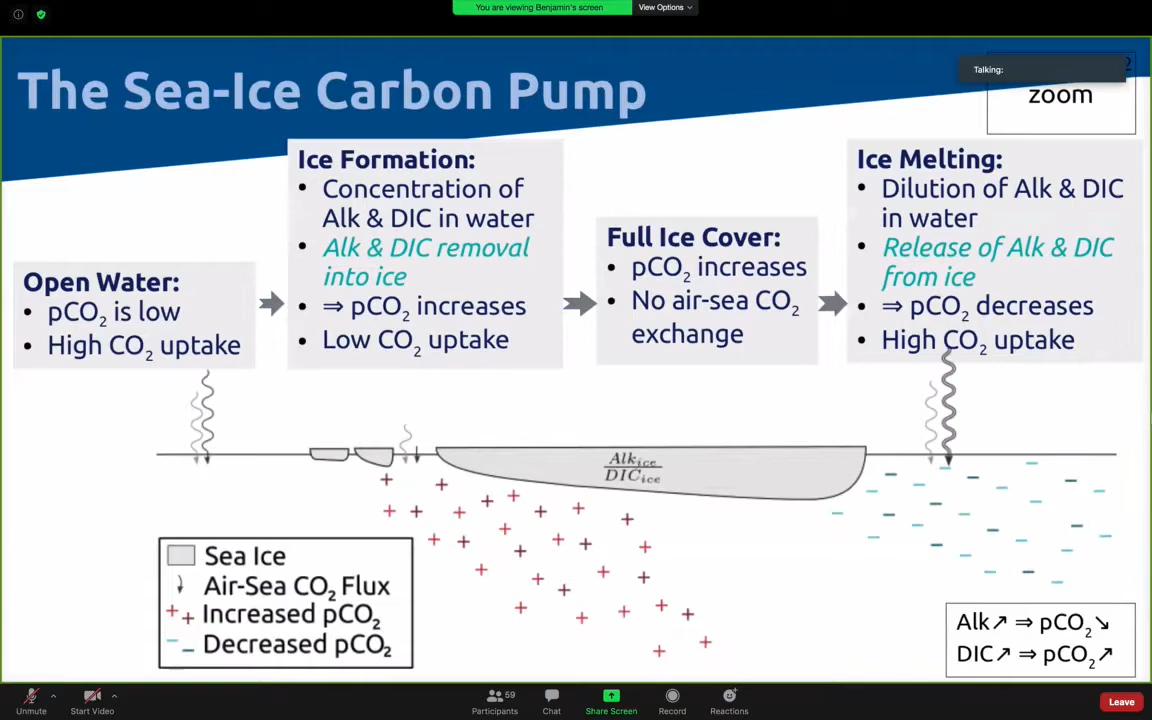 You are viewing Benjamin's screen
View Options
The Sea-Ice Carbon Pump
Talking:
2
zoom
Open Water:
• pCO₂ is low
• High CO₂ uptake
Ice Formation:
• Concentration of
Alk & DIC in water
• Alk & DIC removal
into ice
• ⇒ pCO₂ increases
• Low CO₂ uptake
Full Ice Cover:
• pCO₂ increases
• No air-sea CO₂
exchange
Ice Melting:
• Dilution of Alk & DIC
in water
• Release of Alk & DIC
from ice
• ⇒ pCO₂ decreases
• High CO₂ uptake
Alk_ice
DIC_ice
Sea Ice
Air-Sea CO₂ Flux
Increased pCO₂
Decreased pCO₂
Alk↗ ⇒ pCO₂↘
DIC↗ ⇒ pCO₂↗
Unmute
Start Video
59
Participants
Chat
Share Screen
Record
Reactions
Leave